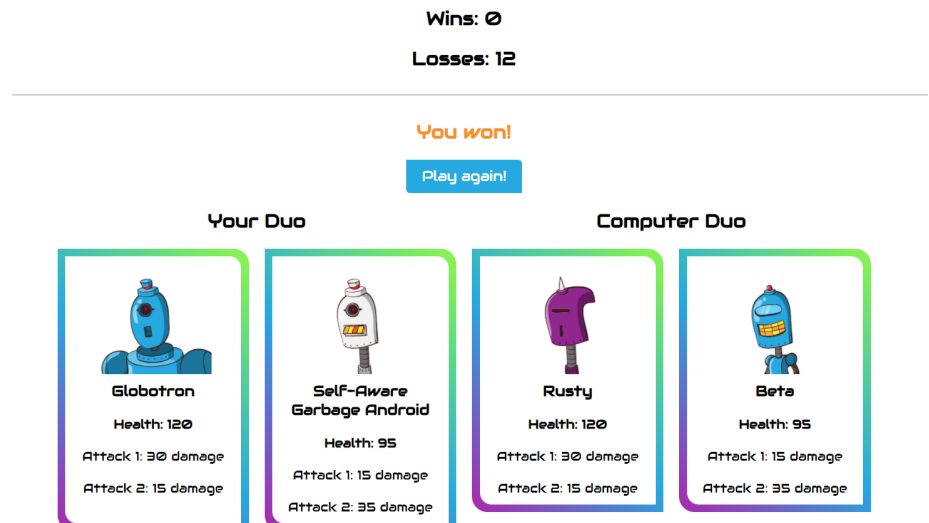 Wins: 0
Losses: 12
You won!
Play again!
Your Duo
Computer Duo
Globotron
Health: 120
Attack 1: 30 damage
Attack 2: 15 damage
Self-Aware
Garbage Android
Health: 95
Attack 1: 15 damage
Attack 2: 35 damage
Rusty
Health: 120
Attack 1: 30 damage
Attack 2: 15 damage
Beta
Health: 95
Attack 1: 15 damage
Attack 2: 35 damage